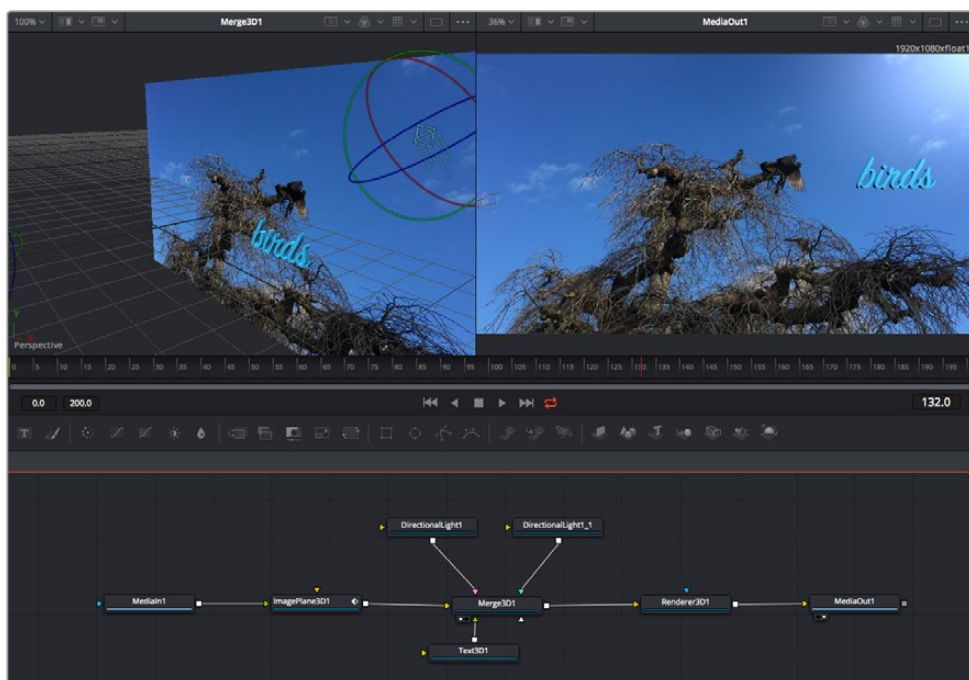 100%
Merge3D1
36%
MediaOut1
1920x1080xfloat1
birds
birds
Y
X
Perspective
0 5 10 15 20 25 30 35 40 45 50 55 60 65 70 75 80 85 90 95 100 105 110 115 120 125 130 135 140 145 150 155 160 165 170 175 180 185 190 195
0.0
200.0
132.0
T
DirectionalLight1
DirectionalLight1_1
MediaIn1
ImagePlane3D1
Merge3D1
Renderer3D1
MediaOut1
Text3D1